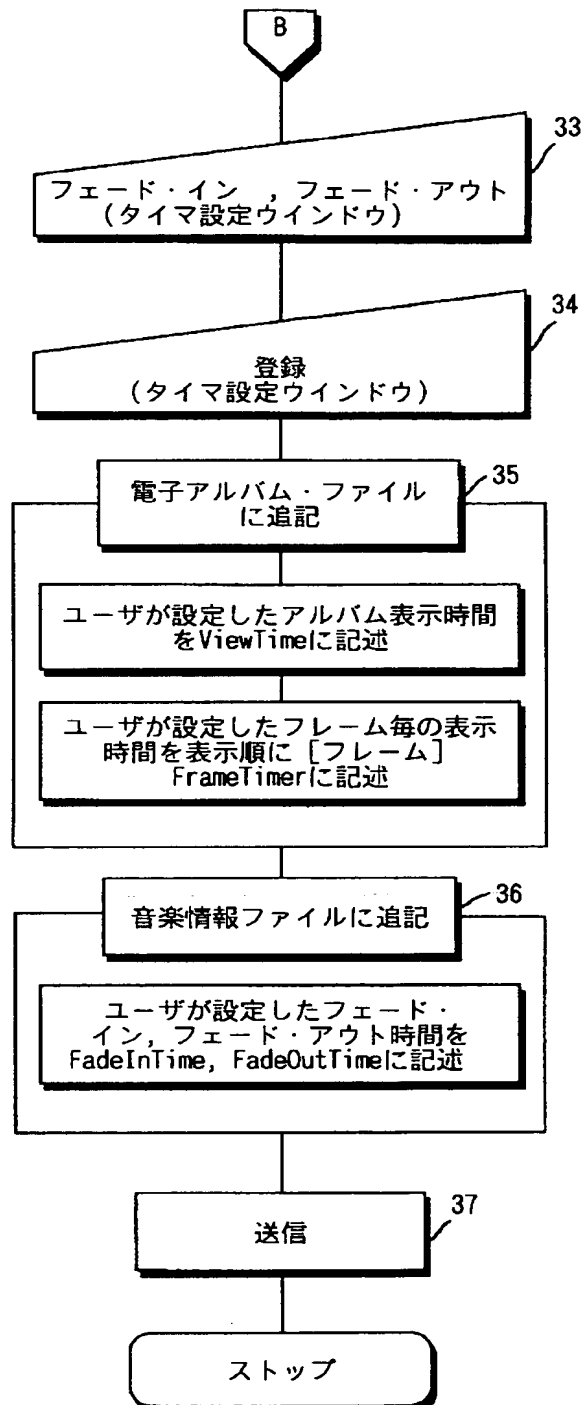 B
33
フェード・イン , フェード・アウト
(タイマ設定ウインドウ)
34
登録
(タイマ設定ウインドウ)
35
電子アルバム・ファイル
に追記
ユーザが設定したアルバム表示時間
をViewTimeに記述
ユーザが設定したフレーム毎の表示
時間を表示順に [フレーム]
FrameTimerに記述
36
音楽情報ファイルに追記
ユーザが設定したフェード・
イン, フェード・アウト時間を
FadeInTime, FadeOutTimeに記述
37
送信
ストップ